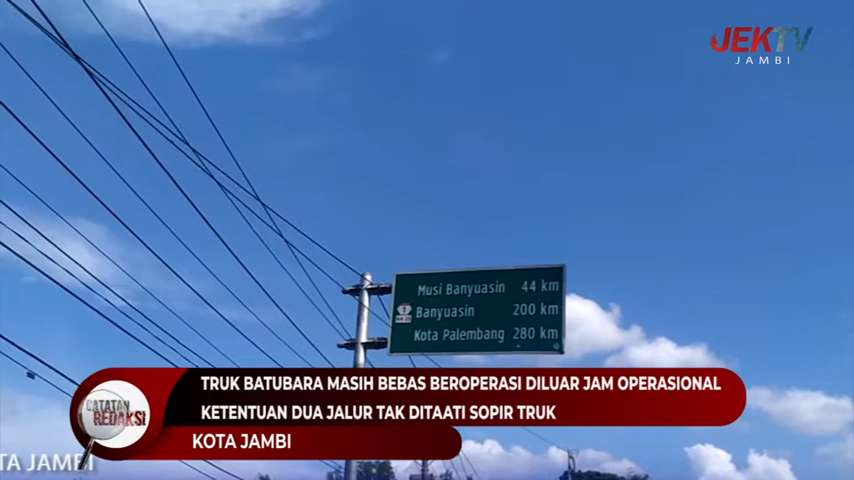 JEKTV
JAMBI
Musi Banyuasin 44 km
Banyuasin 200 km
Kota Palembang 280 km
TRUK BATUBARA MASIH BEBAS BEROPERASI DILUAR JAM OPERASIONAL
KETENTUAN DUA JALUR TAK DITAATI SOPIR TRUK
CATATAN
REDAKSI
KOTA JAMBI
TA JAMBI